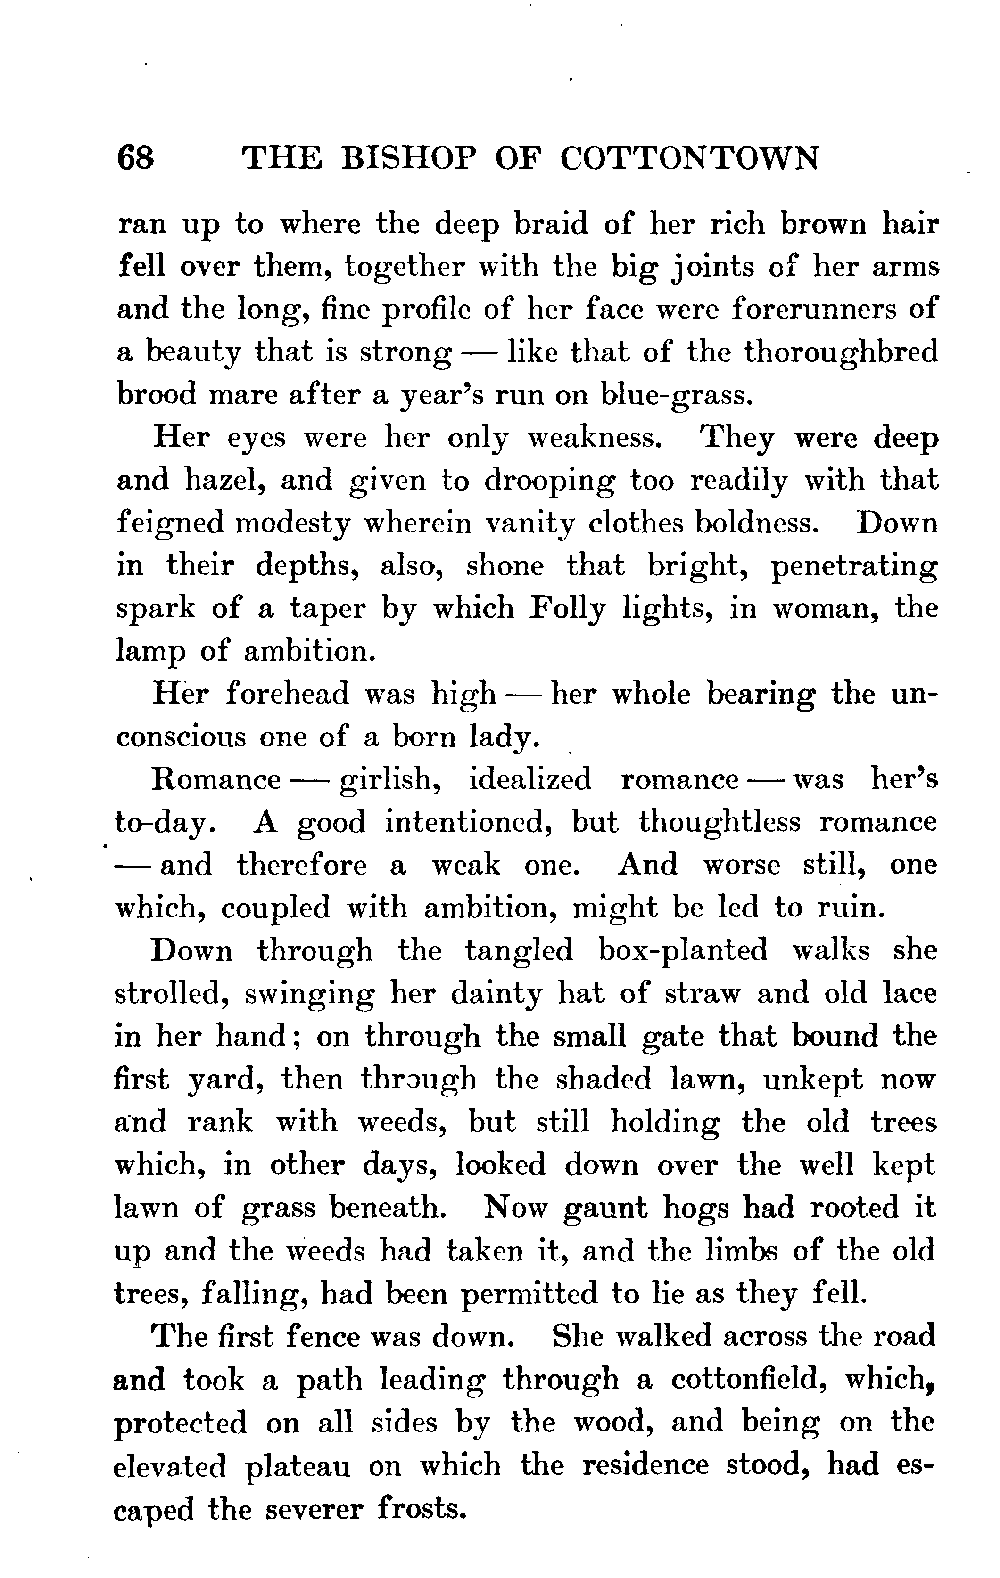 68 THE BISHOP OF COTTONTOWN
ran up to where the deep braid of her rich brown hair
fell over them, together with the big joints of her arms
and the long, fine profile of her face were forerunners of
a beauty that is strong — like that of the thoroughbred
brood mare after a year's run on blue-grass.
Her eyes were her only weakness. They were deep
and hazel, and given to drooping too readily with that
feigned modesty wherein vanity clothes boldness. Down
in their depths, also, shone that bright, penetrating
spark of a taper by which Folly lights, in woman, the
lamp of ambition.
Her forehead was high — her whole bearing the un-
conscious one of a born lady.
Romance — girlish, idealized romance — was her's
to-day. A good intentioned, but thoughtless romance
— and therefore a weak one. And worse still, one
which, coupled with ambition, might be led to ruin.
Down through the tangled box-planted walks she
strolled, swinging her dainty hat of straw and old lace
in her hand; on through the small gate that bound the
first yard, then through the shaded lawn, unkept now
and rank with weeds, but still holding the old trees
which, in other days, looked down over the well kept
lawn of grass beneath. Now gaunt hogs had rooted it
up and the weeds had taken it, and the limbs of the old
trees, falling, had been permitted to lie as they fell.
The first fence was down. She walked across the road
and took a path leading through a cottonfield, which,
protected on all sides by the wood, and being on the
elevated plateau on which the residence stood, had es-
caped the severer frosts.